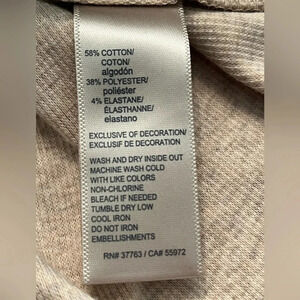 58% COTTON/
COTON/
algodón
38% POLYESTER/
poliéster
4% ELASTANE/
ÉLASTHANNE/
elastano
EXCLUSIVE OF DECORATION/
EXCLUSIF DE DECORATION
WASH AND DRY INSIDE OUT
MACHINE WASH COLD
WITH LIKE COLORS
NON-CHLORINE
BLEACH IF NEEDED
TUMBLE DRY LOW
COOL IRON
DO NOT IRON
EMBELLISHMENTS
RN# 37763 / CA# 55972